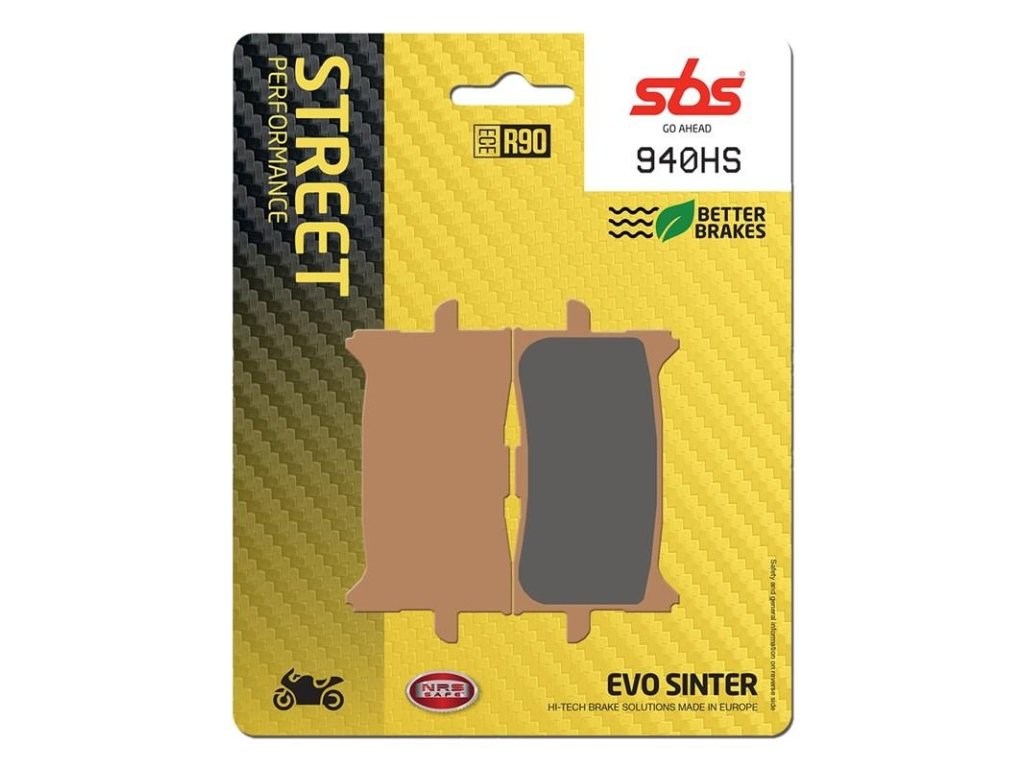 STREET
PERFORMANCE
ECE R90
sbs®
GO AHEAD
940HS
BETTER
BRAKES
Safety and general information on reverse side
NRS
SAFE
EVO SINTER
HI-TECH BRAKE SOLUTIONS MADE IN EUROPE